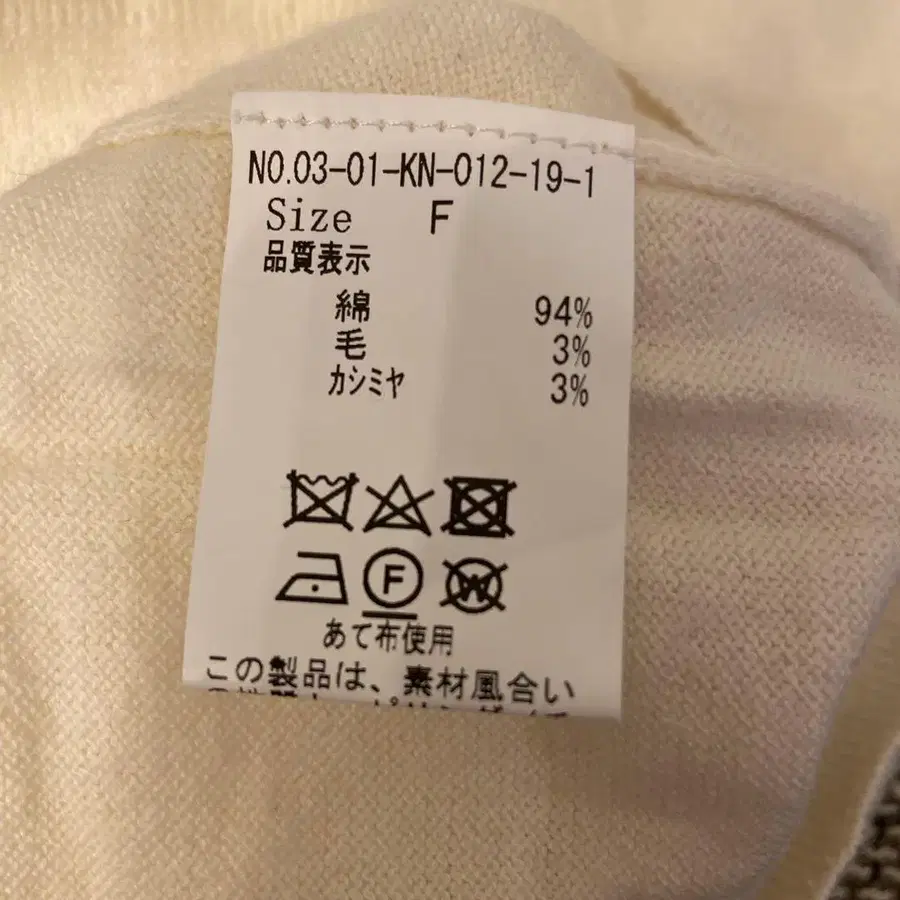 NO.03-01-KN-012-19-1
Size F
品質表示
綿 94%
毛 3%
カシミヤ 3%
F W
あて布使用
この製品は、素材風合い